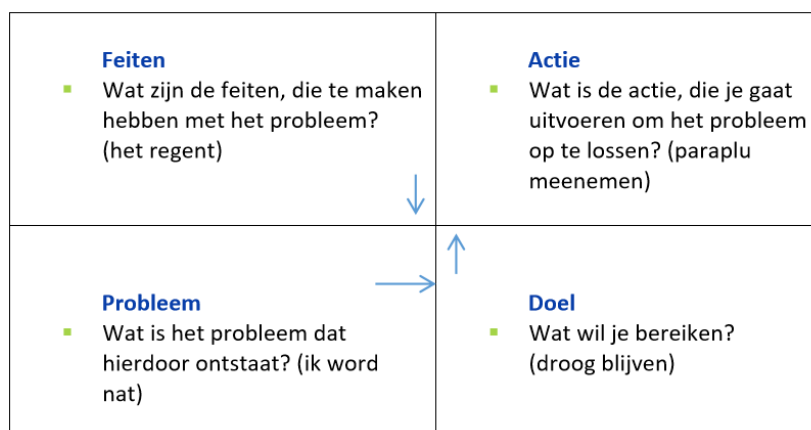 Feiten
Wat zijn de feiten, die te maken
hebben met het probleem?
(het regent)
Actie
Wat is de actie, die je gaat
uitvoeren om het probleem
op te lossen? (paraplu
meenemen)
Probleem
Wat is het probleem dat
hierdoor ontstaat? (ik word
nat)
Doel
Wat wil je bereiken?
(droog blijven)